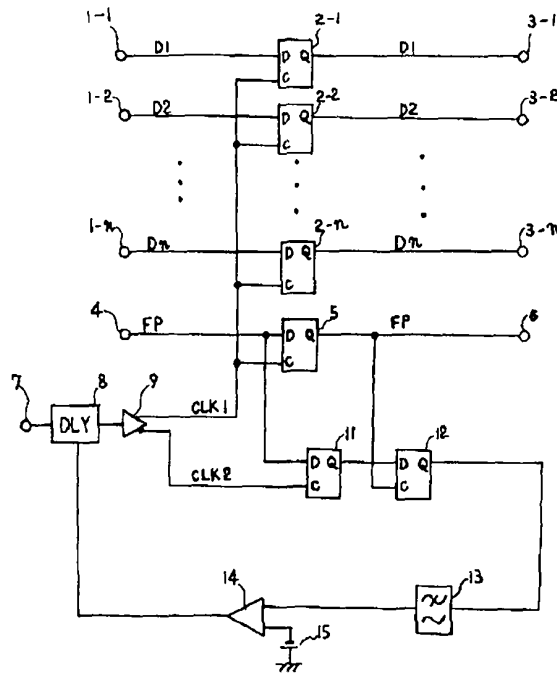 1-1 2-1 3-1
D1 D Q D1
C
1-2 2-2 3-2
D2 D Q D2
C
1-n 2-n 3-n
Dn D Q Dn
C
4 5 6
FP D Q FP
C
7 8 9
DLY CLK1
11 12
D Q D Q
CLK2 C C
14 13
15